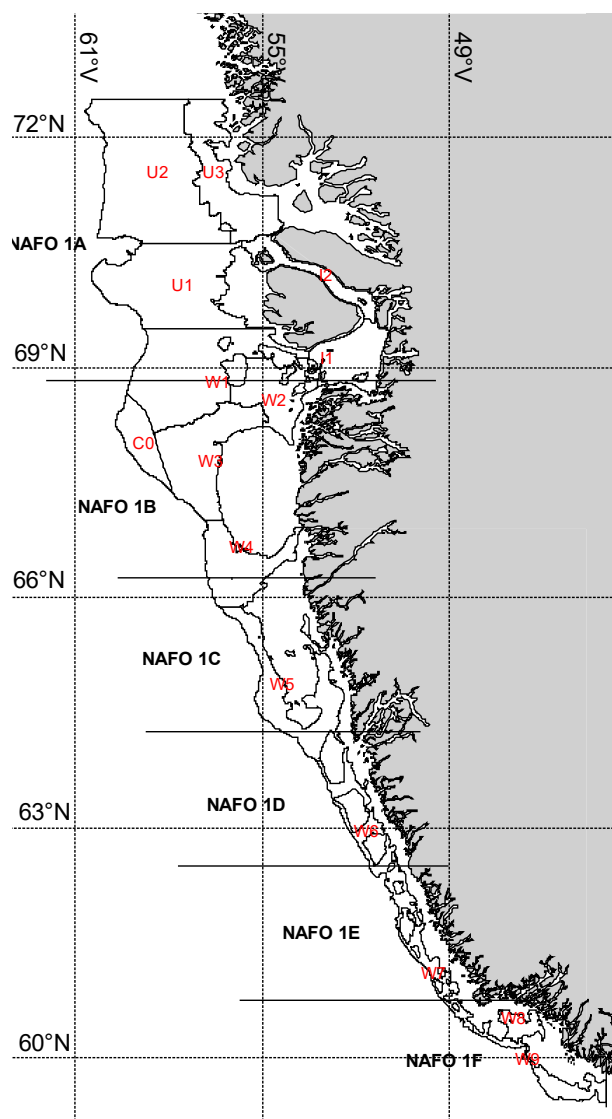 61°V
55°V
49°V
72°N
U2
U3
NAFO 1A
I2
U1
I1
69°N
W1
W2
C0
W3
NAFO 1B
W4
66°N
NAFO 1C
W5
NAFO 1D
63°N
W6
NAFO 1E
W7
W8
60°N
NAFO 1F
W9